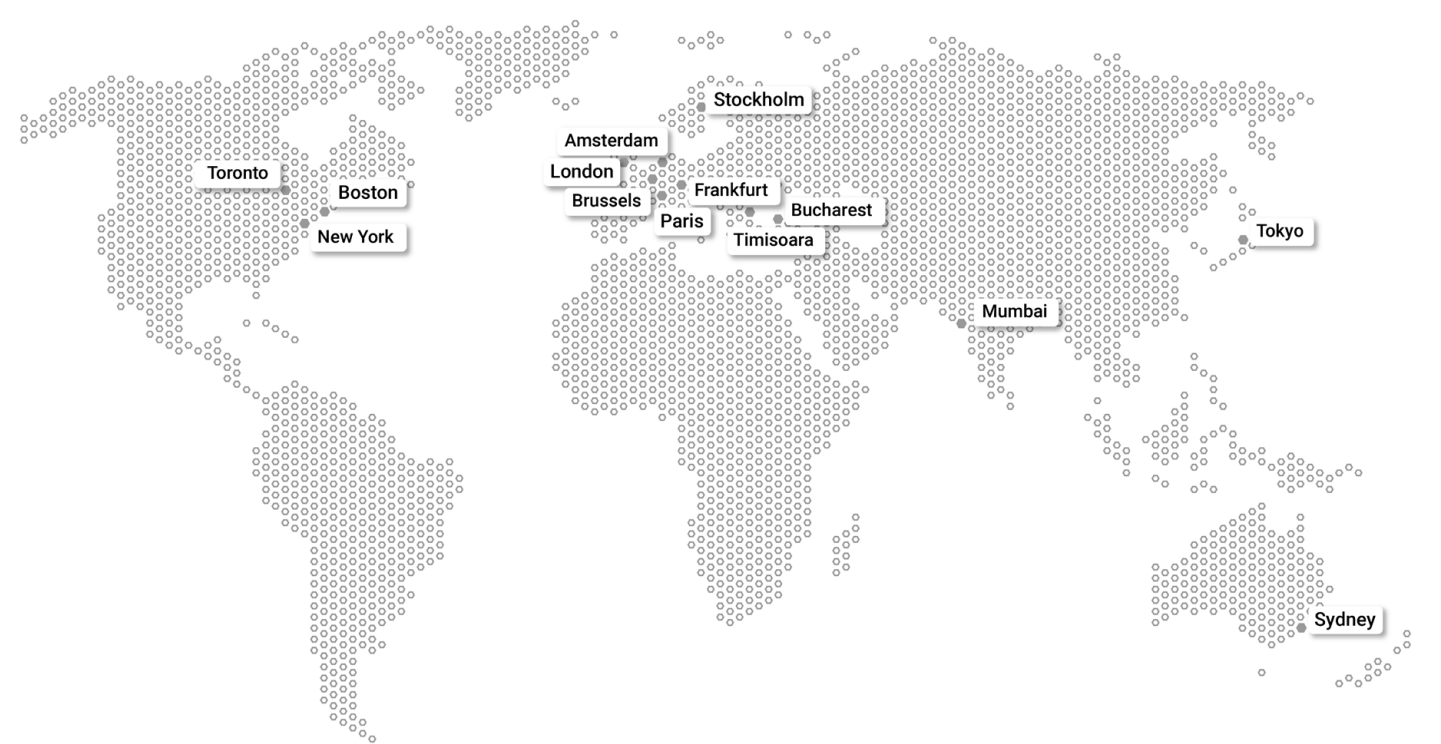 Stockholm
Amsterdam
London
Toronto
Boston
Frankfurt
Brussels
Bucharest
Paris
New York
Timisoara
Tokyo
Mumbai
Sydney